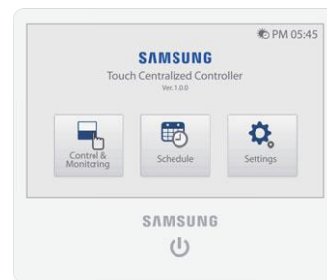 PM 05:45
SAMSUNG
Touch Centralized Controller
Ver.1.0.0
Control &
Monitoring
Schedule
Settings
SAMSUNG